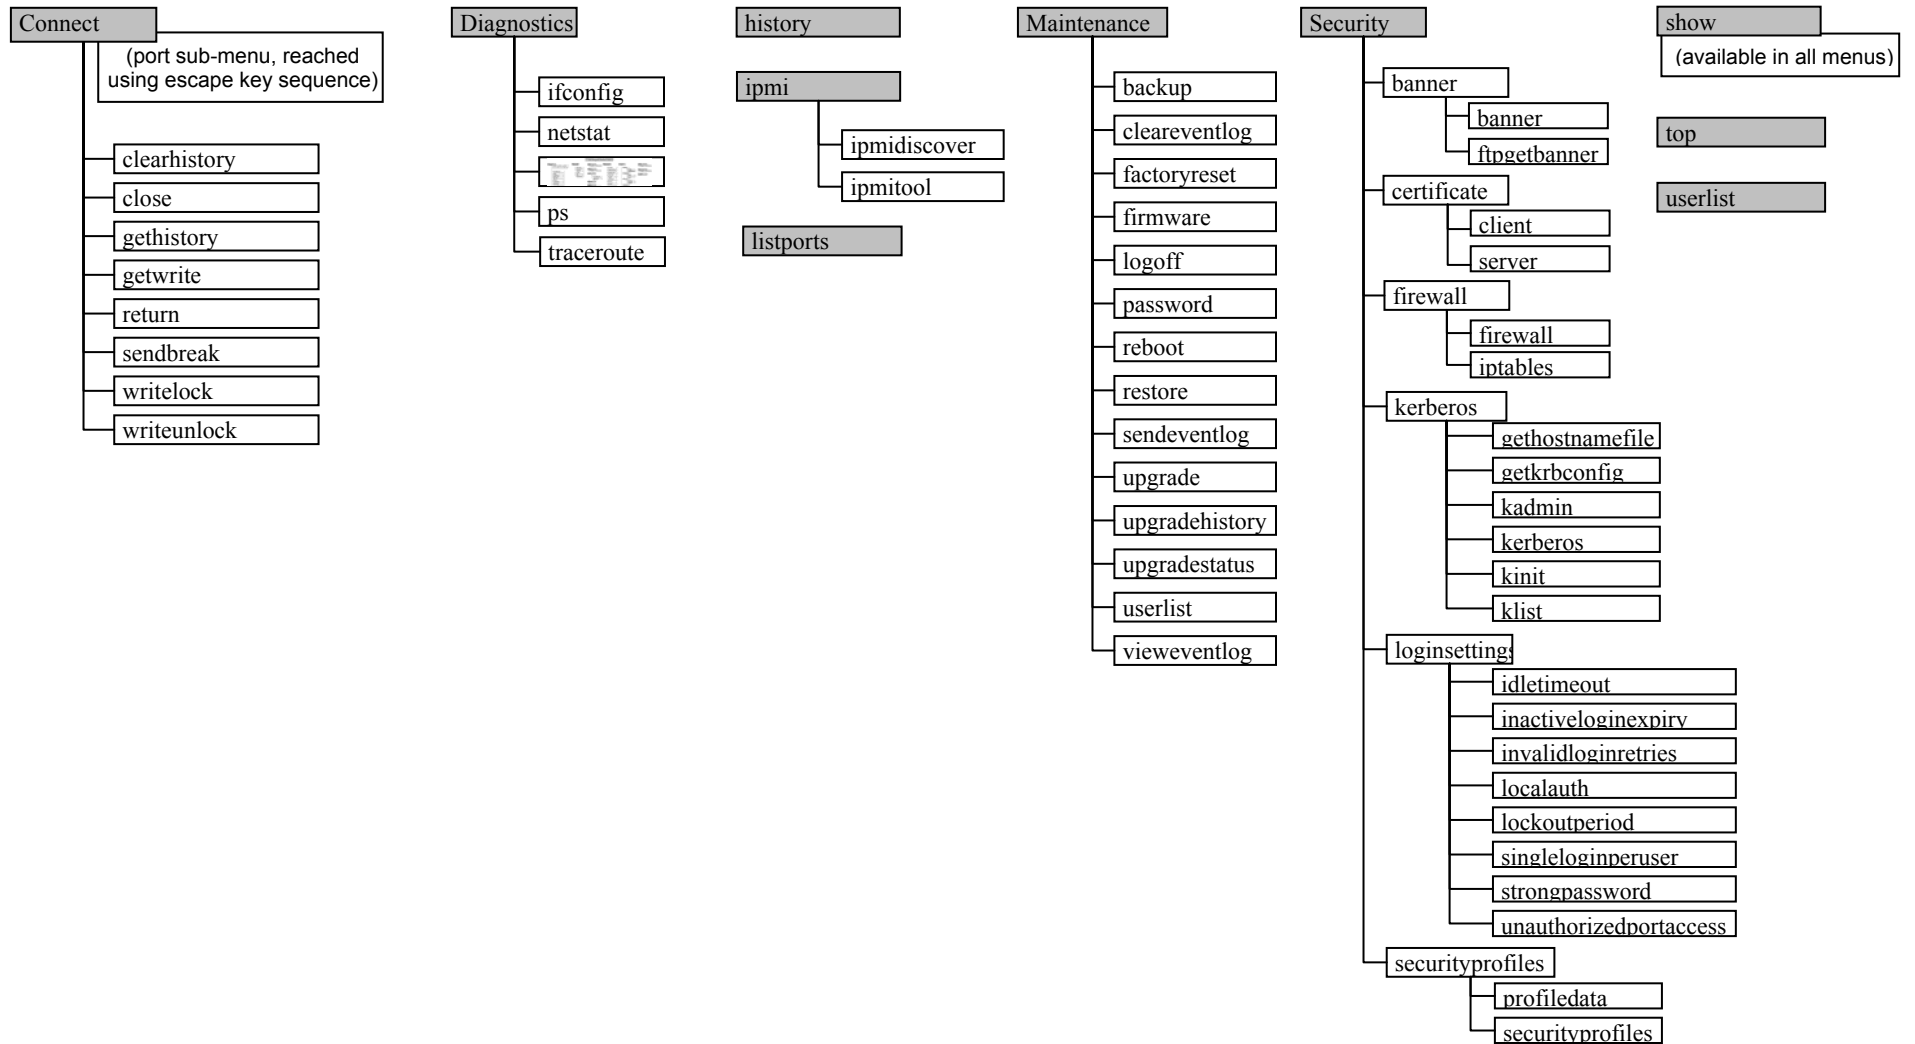 Connect
(port sub-menu, reached
using escape key sequence)
clearhistory
close
gethistory
getwrite
return
sendbreak
writelock
writeunlock
Diagnostics
ifconfig
netstat
ps
traceroute
history
ipmi
ipmidiscover
ipmitool
listports
Maintenance
backup
cleareventlog
factoryreset
firmware
logoff
password
reboot
restore
sendeventlog
upgrade
upgradehistory
upgradestatus
userlist
vieweventlog
Security
banner
banner
ftpgetbanner
certificate
client
server
firewall
firewall
iptables
kerberos
gethostnamefile
getkrbconfig
kadmin
kerberos
kinit
klist
loginsettings
idletimeout
inactiveloginexpiry
invalidloginretries
localauth
lockoutperiod
singleloginperuser
strongpassword
unauthorizedportaccess
securityprofiles
profiledata
securityprofiles
show
(available in all menus)
top
userlist